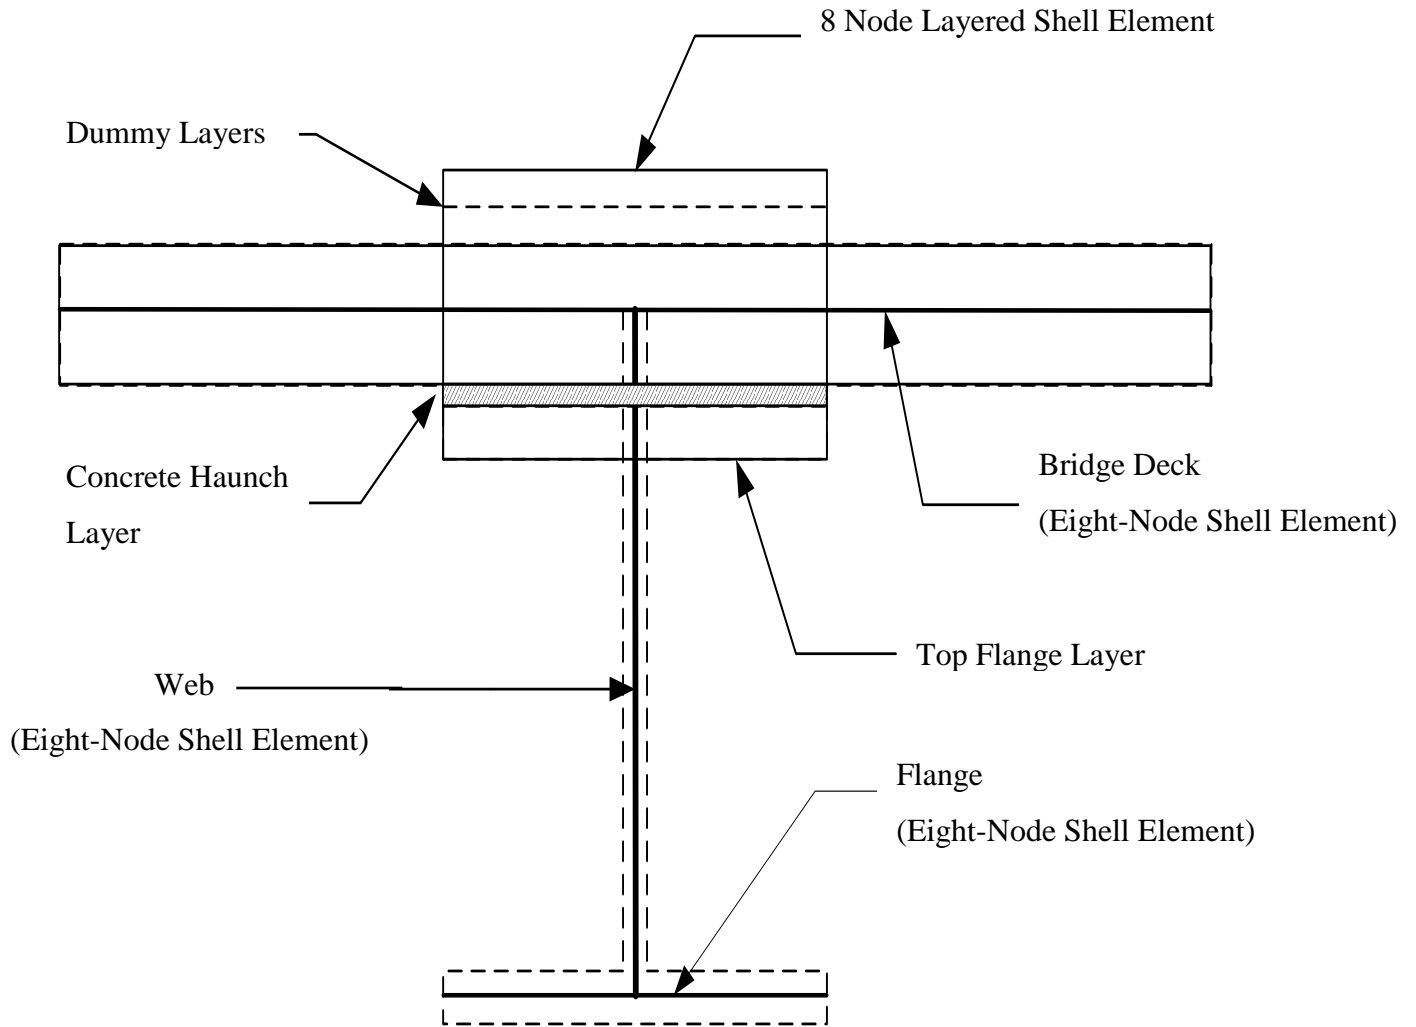 8 Node Layered Shell Element
Dummy Layers
Concrete Haunch
Layer
Bridge Deck
(Eight-Node Shell Element)
Top Flange Layer
Web
(Eight-Node Shell Element)
Flange
(Eight-Node Shell Element)